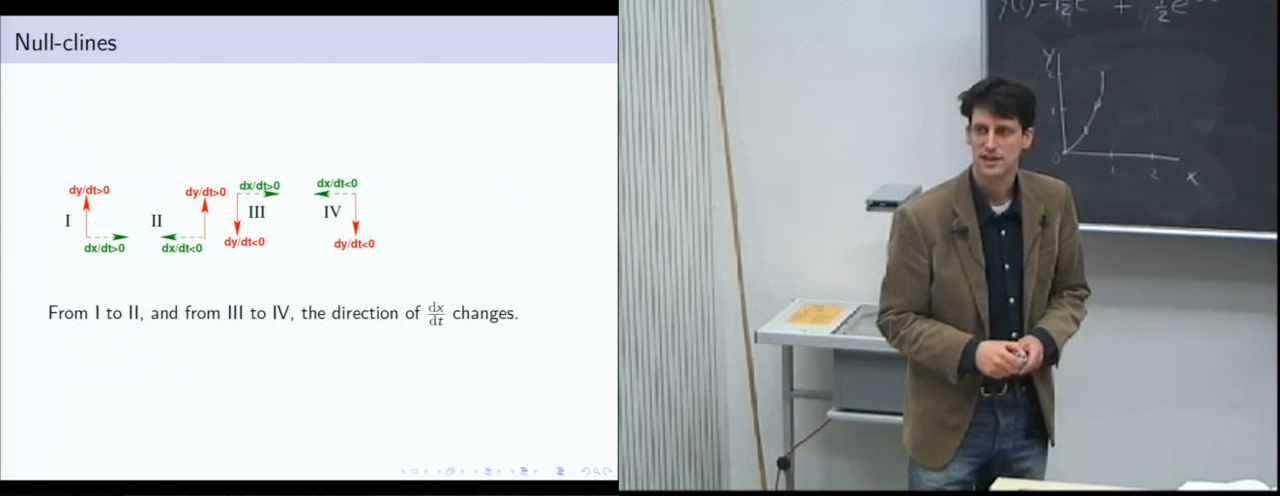 Null-clines
dy/dt>0 dy/dt>0 dx/dt>0 dx/dt<0
I II III IV
dx/dt>0 dx/dt<0 dy/dt<0 dy/dt<0
From I to II, and from III to IV, the direction of dx/dt changes.
y
1
0 1 2 x